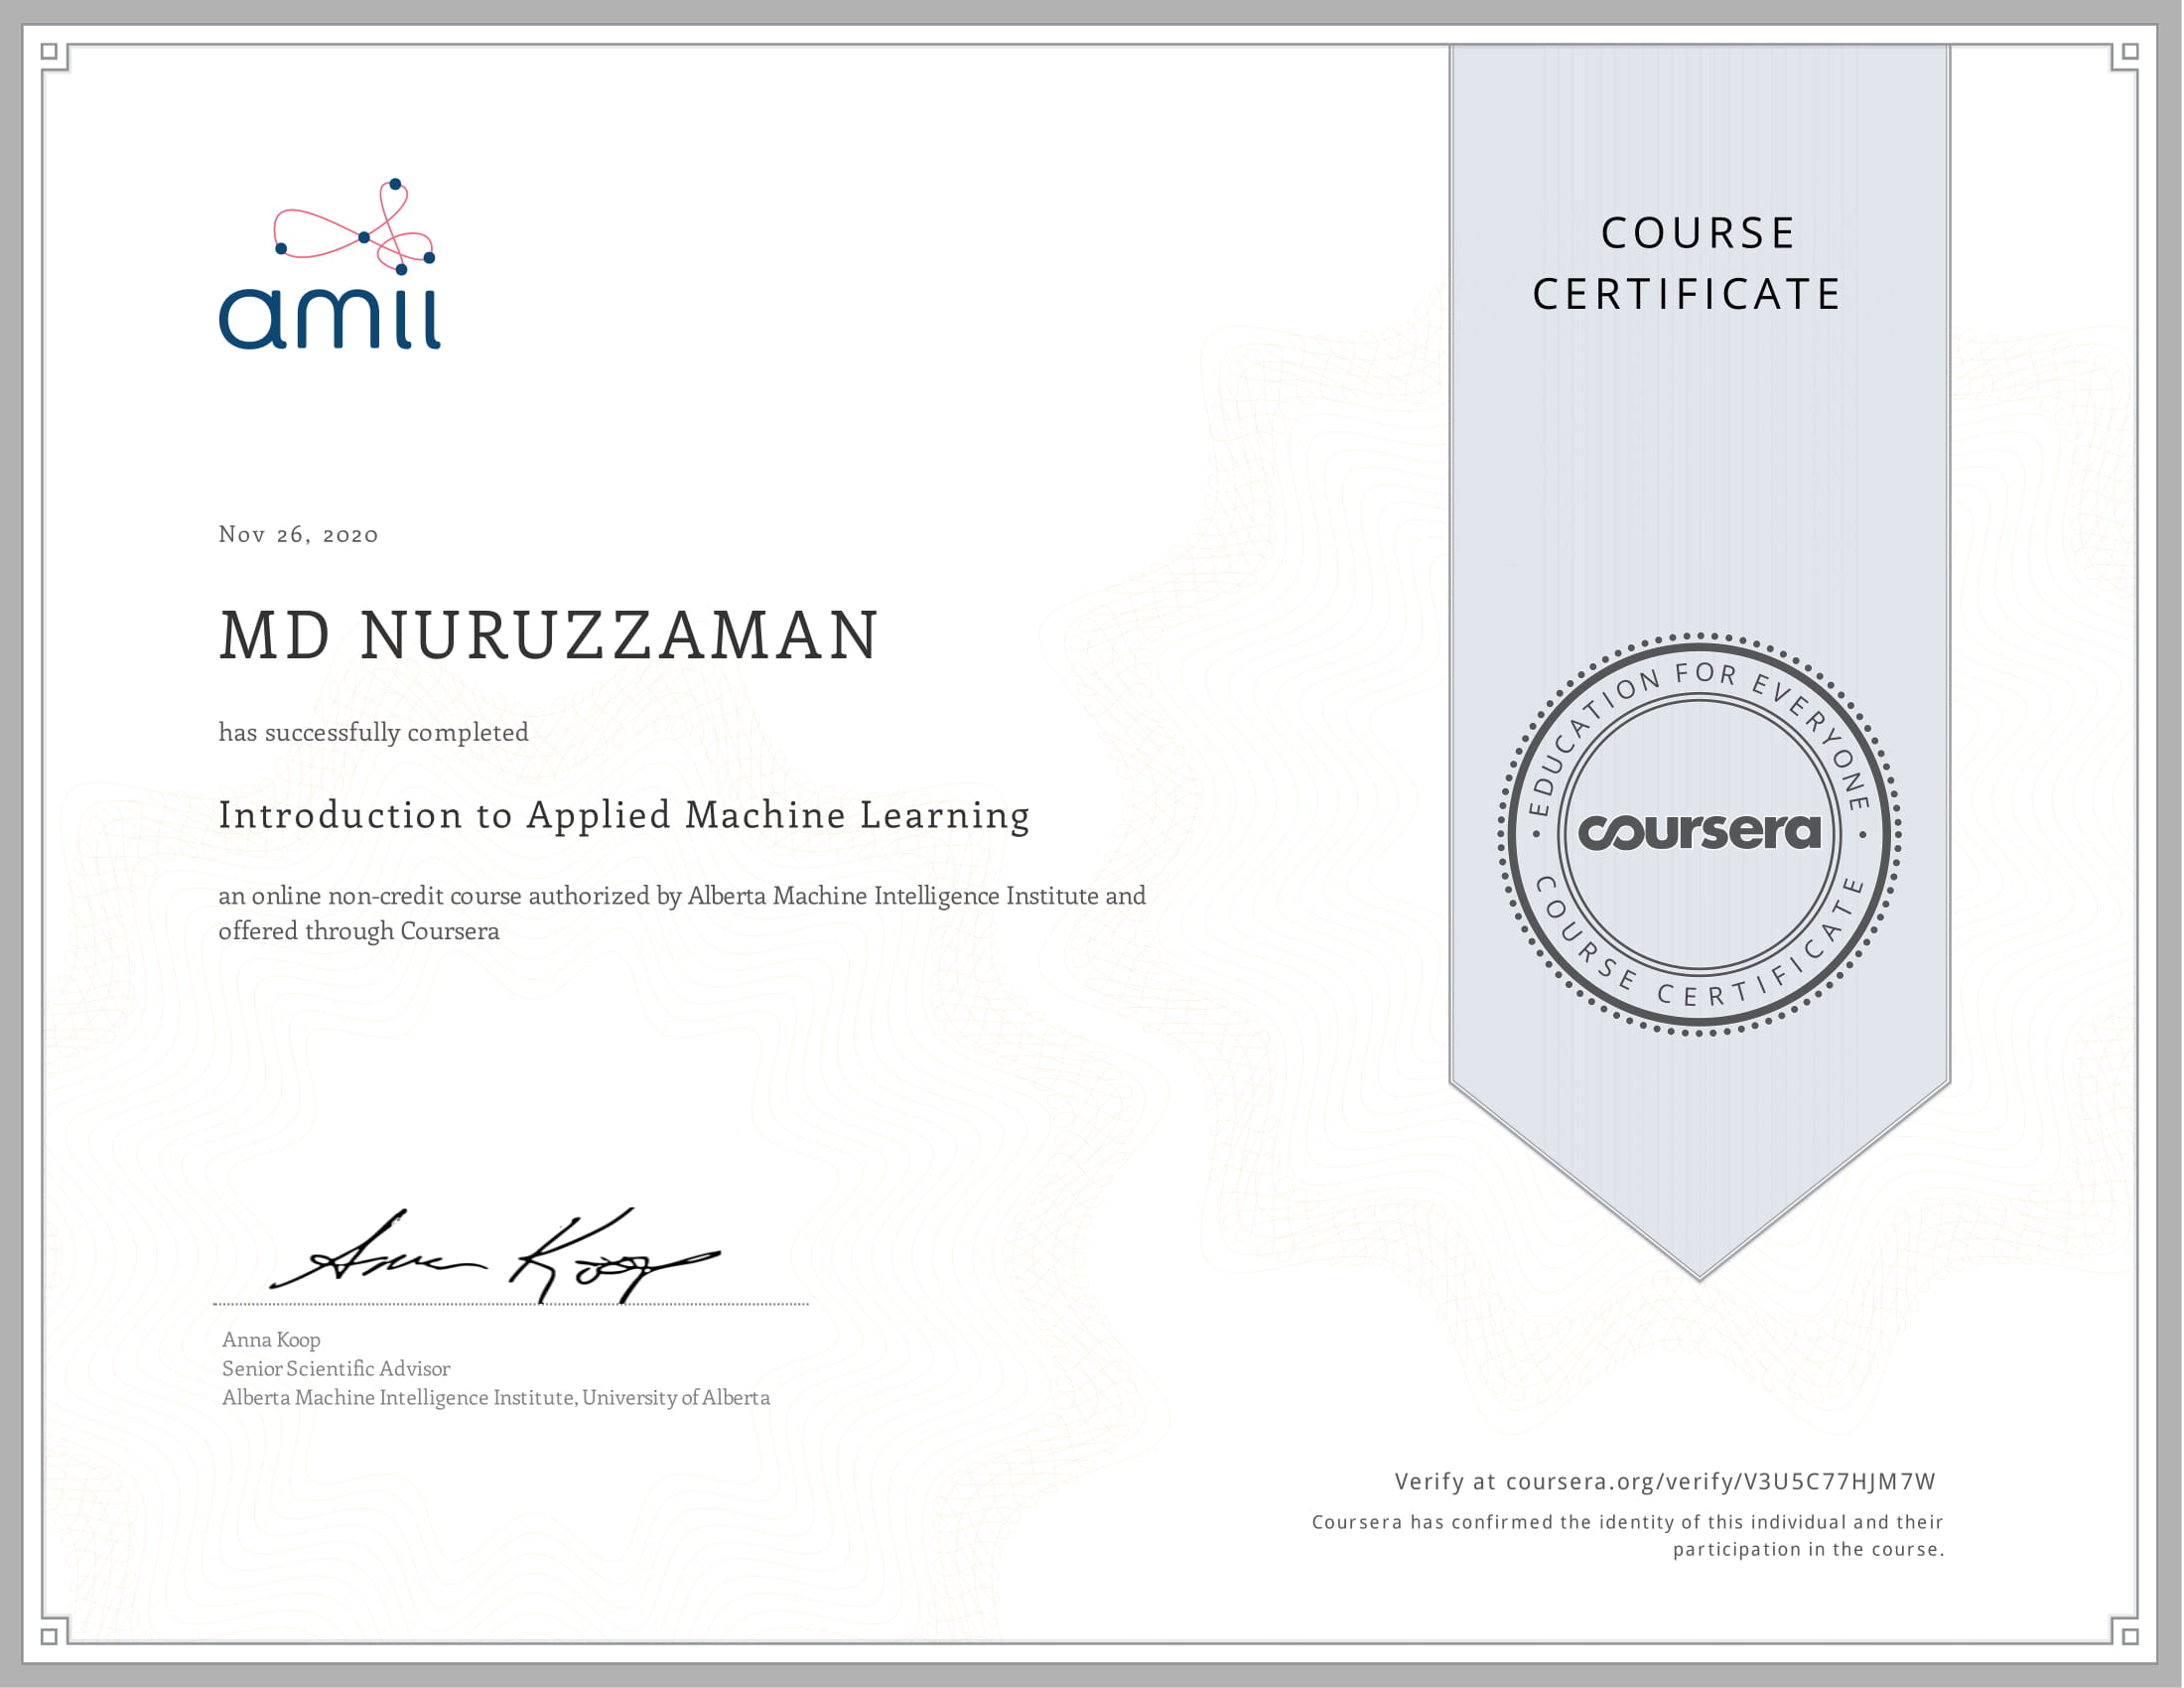 amii
COURSE
CERTIFICATE
Nov 26, 2020
MD NURUZZAMAN
has successfully completed
Introduction to Applied Machine Learning
an online non-credit course authorized by Alberta Machine Intelligence Institute and
offered through Coursera
EDUCATION FOR EVERYONE
coursera
COURSE CERTIFICATE
Anna Koop
Anna Koop
Senior Scientific Advisor
Alberta Machine Intelligence Institute, University of Alberta
Verify at coursera.org/verify/V3U5C77HJM7W
Coursera has confirmed the identity of this individual and their
participation in the course.